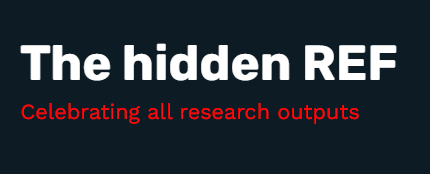 The hidden REF
Celebrating all research outputs